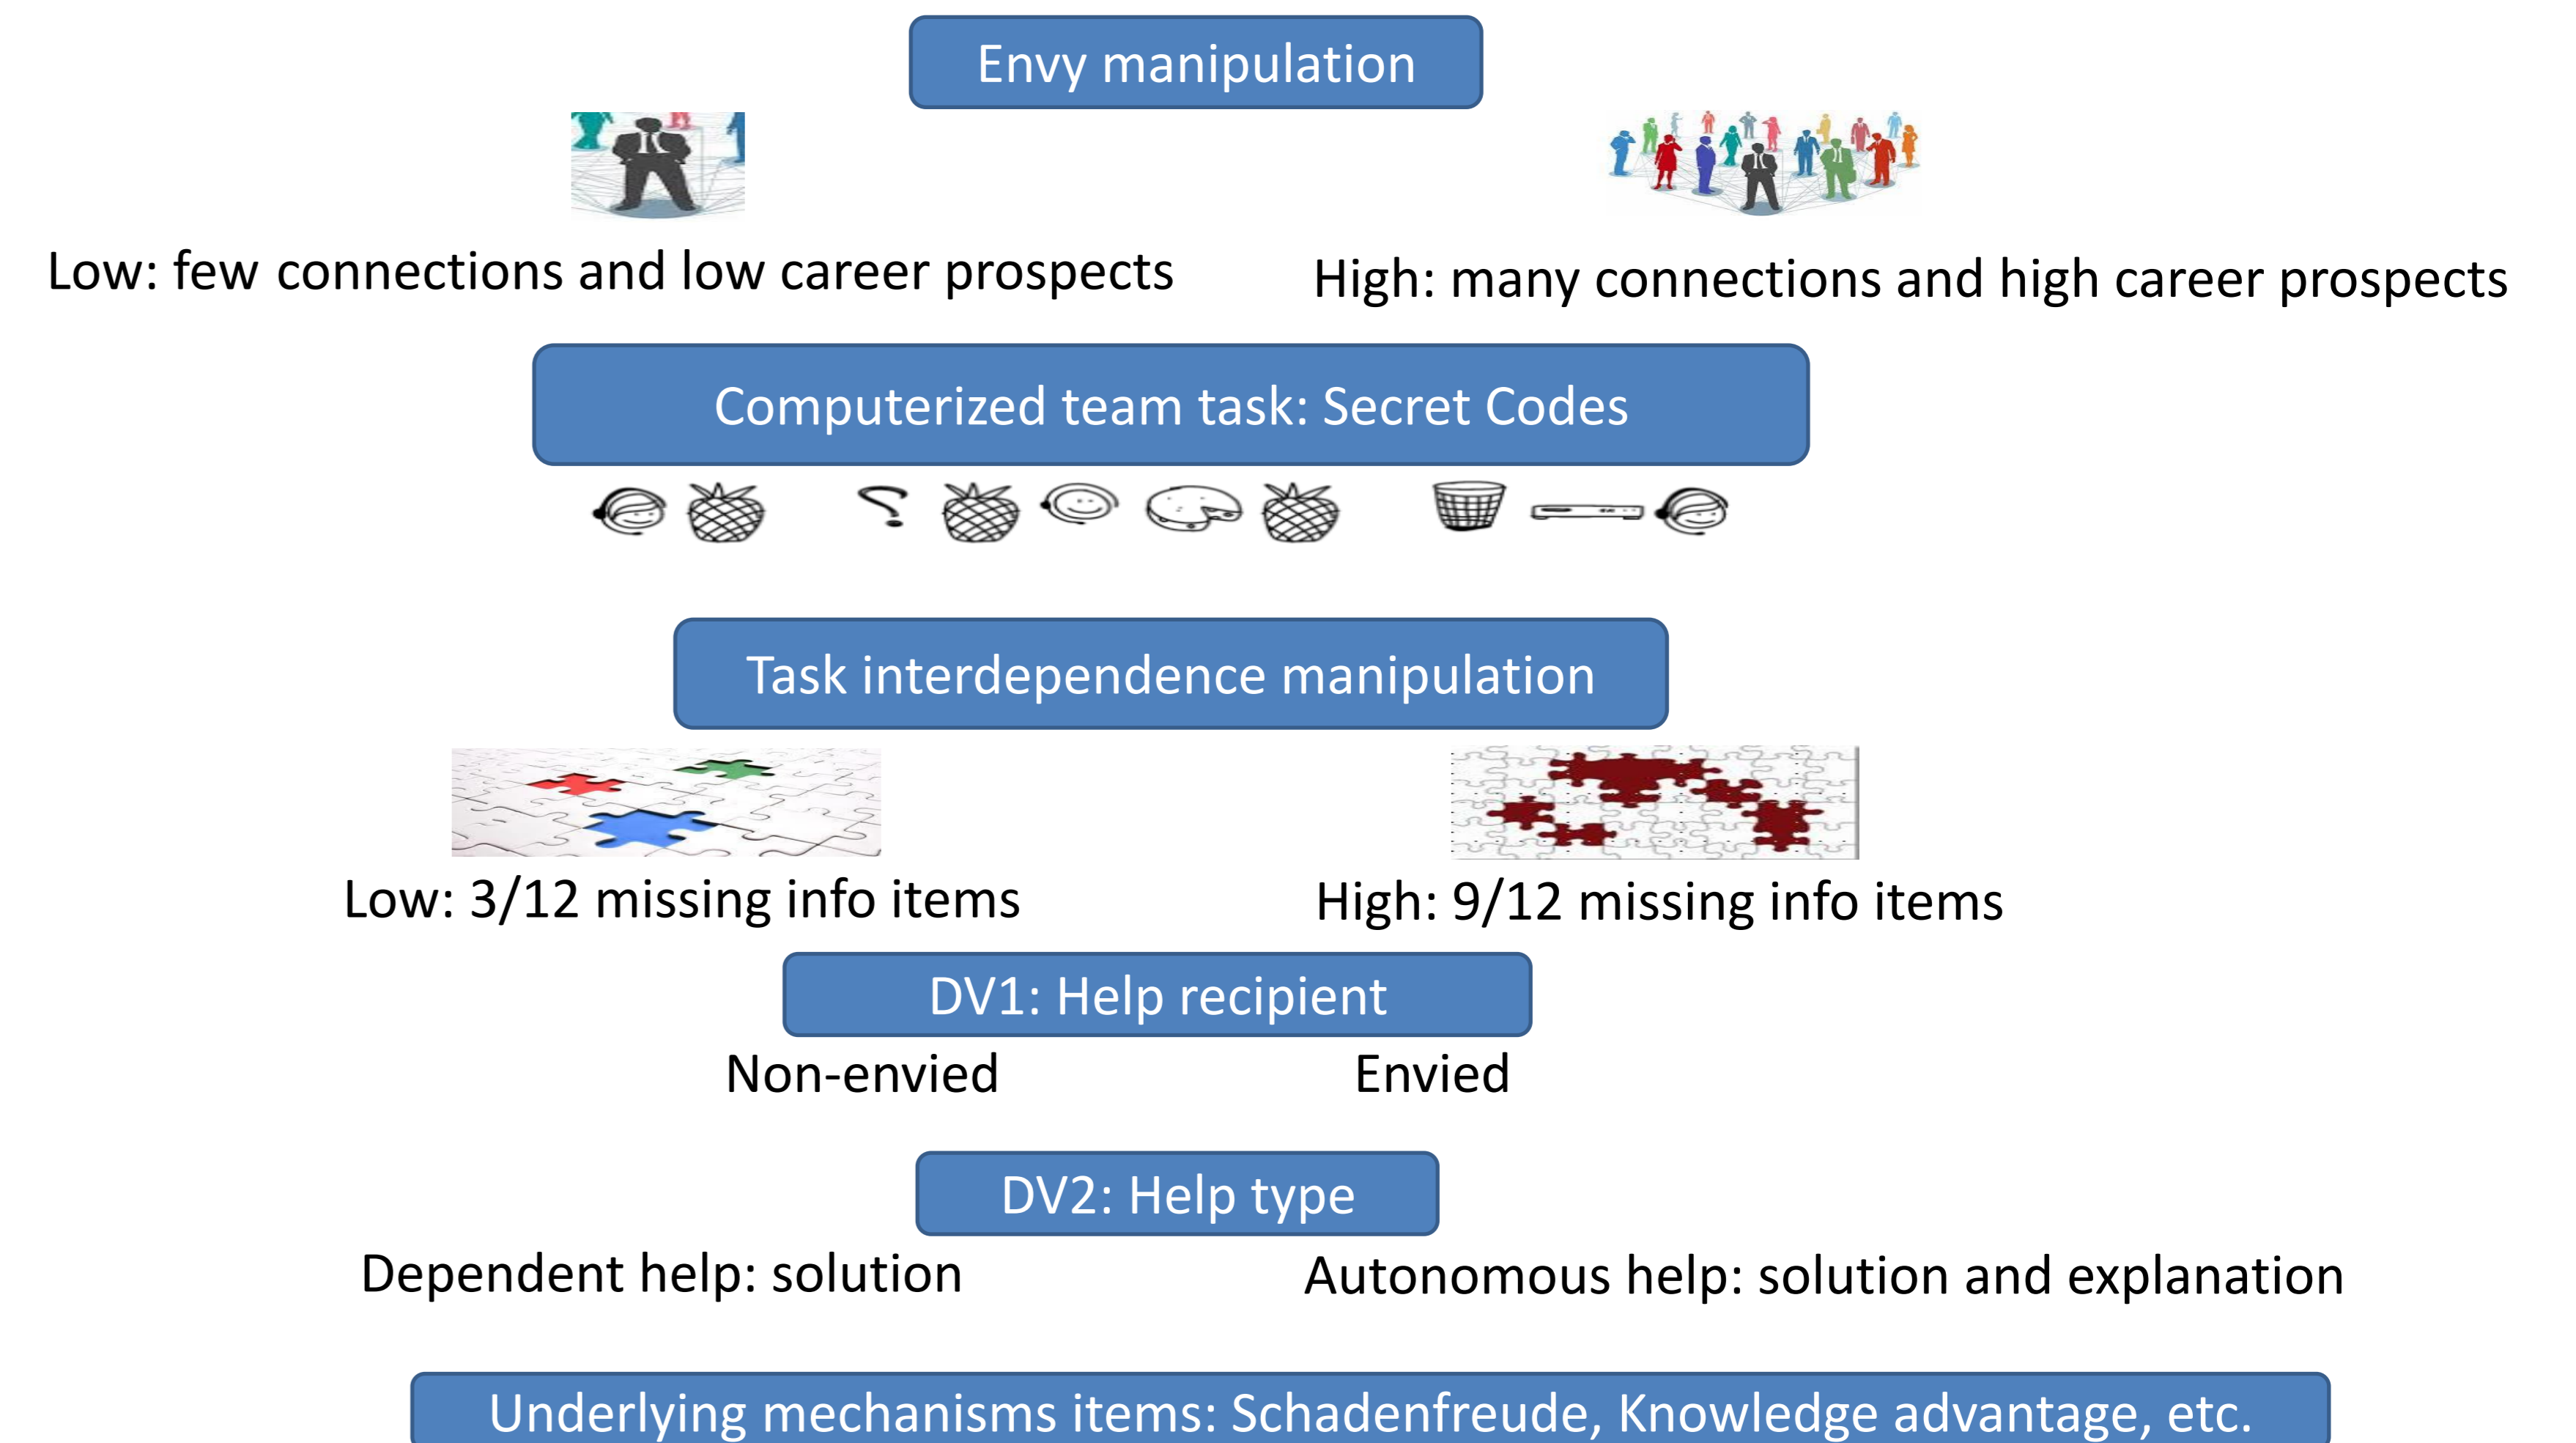 Envy manipulation
Low: few connections and low career prospects
High: many connections and high career prospects
Computerized team task: Secret Codes
Task interdependence manipulation
Low: 3/12 missing info items
High: 9/12 missing info items
DV1: Help recipient
Non-envied
Envied
DV2: Help type
Dependent help: solution
Autonomous help: solution and explanation
Underlying mechanisms items: Schadenfreude, Knowledge advantage, etc.